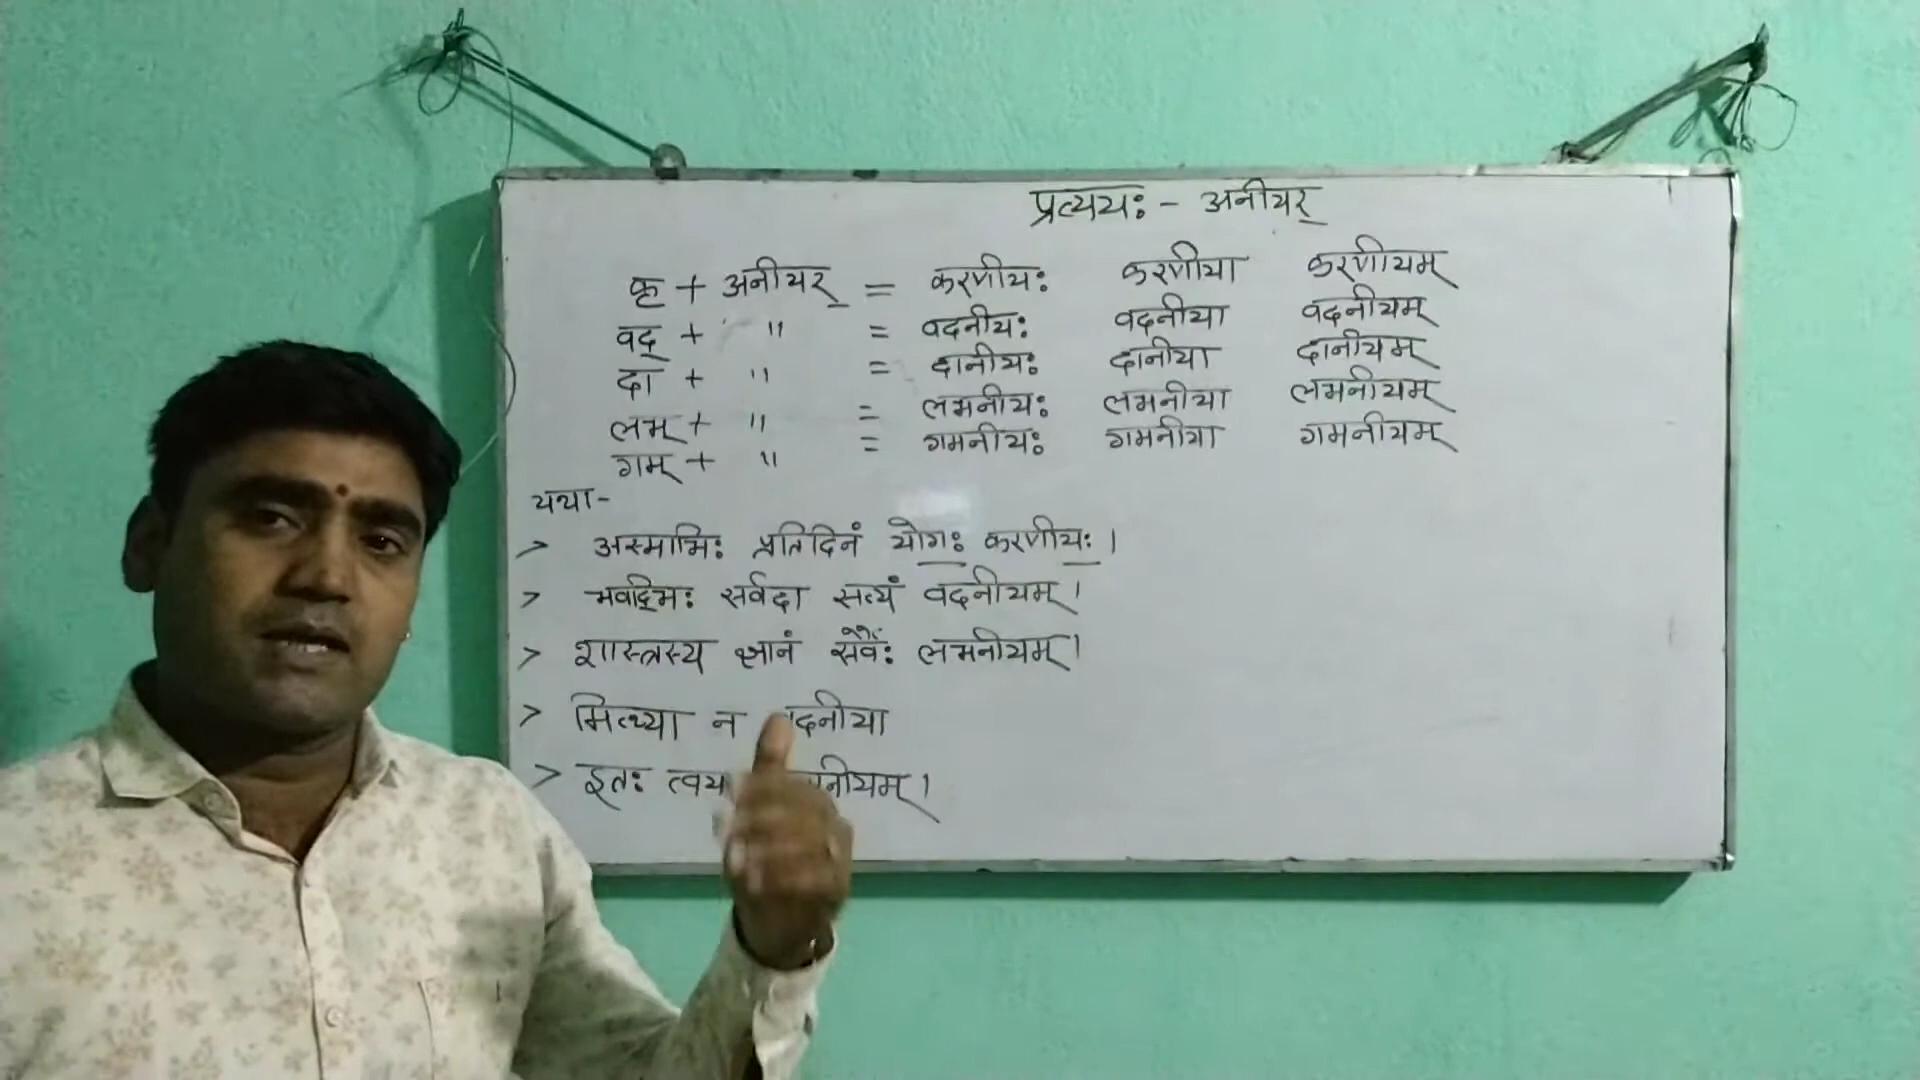 प्रत्ययः - अनीयर्
कृ + अनीयर् = करणीयः करणीया करणीयम्
वद् + " = वदनीयः वदनीया वदनीयम्
दा + " = दानीयः दानीया दानीयम्
लभ् + " = लभनीयः लभनीया लभनीयम्
गम् + " = गमनीयः गमनीया गमनीयम्
यथा-
> अस्माभिः प्रतिदिनं योगः करणीयः।
> भवद्भिः सर्वदा सत्यं वदनीयम्।
> शास्त्रस्य ज्ञानं सर्वैः लभनीयम्।
> मिथ्या न वदनीया
> इतः